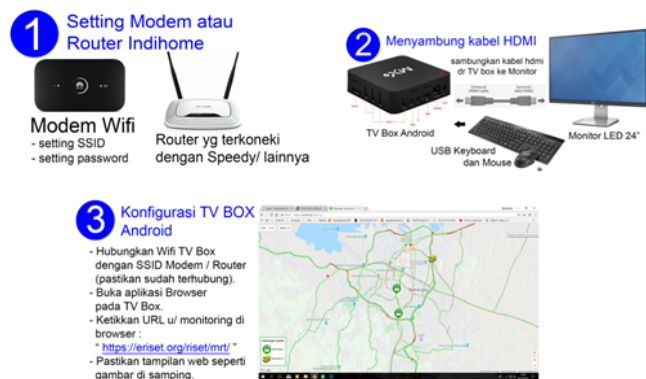 1 Setting Modem atau
Router Indihome
Modem Wifi
- setting SSID
- setting password
Router yg terkoneki
dengan Speedy/ lainnya
2 Menyambung kabel HDMI
sambungkan kabel hdmi
dr TV box ke Monitor
TV Box Android
Monitor LED 24"
USB Keyboard
dan Mouse
3 Konfigurasi TV BOX
Android
- Hubungkan Wifi TV Box
dengan SSID Modem / Router
(pastikan sudah terhubung).
- Buka aplikasi Browser
pada TV Box.
- Ketikkan URL u/ monitoring di
browser :
" https://eriset.org/riset/mrt/ "
- Pastikan tampilan web seperti
gambar di samping.